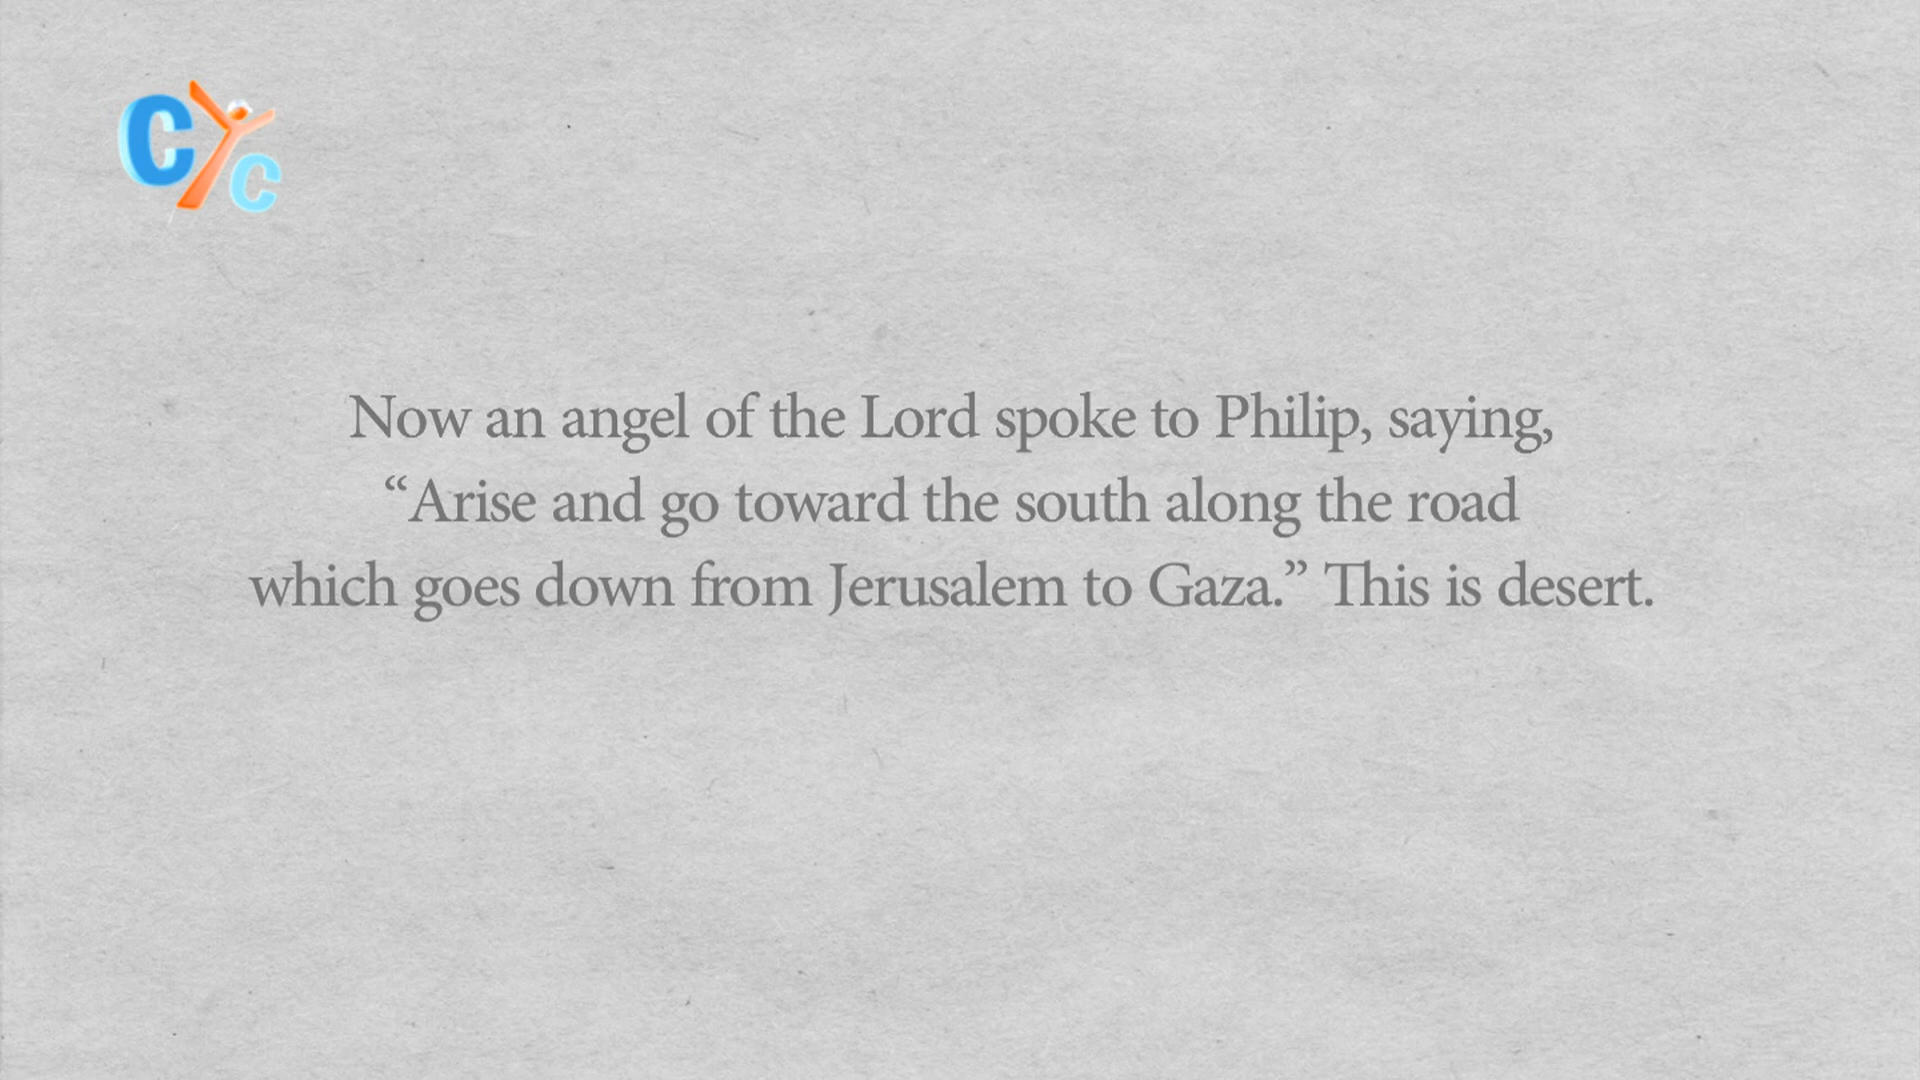 CYC
Now an angel of the Lord spoke to Philip, saying,
“Arise and go toward the south along the road
which goes down from Jerusalem to Gaza.” This is desert.